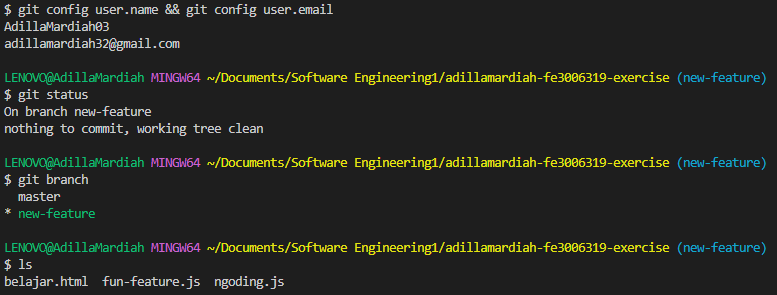 $ git config user.name && git config user.email
AdillaMardiah03
adillamardiah32@gmail.com
LENOVO@AdillaMardiah MINGW64 ~/Documents/Software Engineering1/adillamardiah-fe3006319-exercise (new-feature)
$ git status
On branch new-feature
nothing to commit, working tree clean
LENOVO@AdillaMardiah MINGW64 ~/Documents/Software Engineering1/adillamardiah-fe3006319-exercise (new-feature)
$ git branch
  master
* new-feature
LENOVO@AdillaMardiah MINGW64 ~/Documents/Software Engineering1/adillamardiah-fe3006319-exercise (new-feature)
$ ls
belajar.html  fun-feature.js  ngoding.js